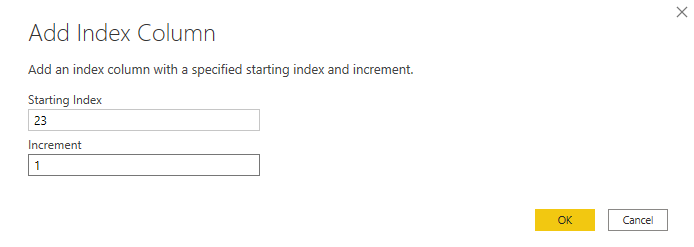 Add Index Column
Add an index column with a specified starting index and increment.
Starting Index
23
Increment
1
OK
Cancel